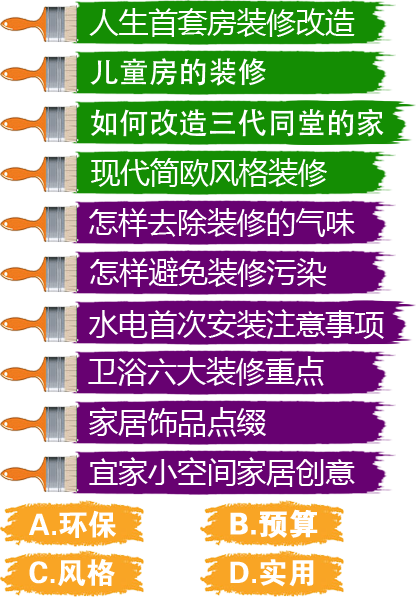 人生首套房装修改造
儿童房的装修
如何改造三代同堂的家
现代简欧风格装修
怎样去除装修的气味
怎样避免装修污染
水电首次安装注意事项
卫浴六大装修重点
家居饰品点缀
宜家小空间家居创意
A.环保 B.预算
C.风格 D.实用